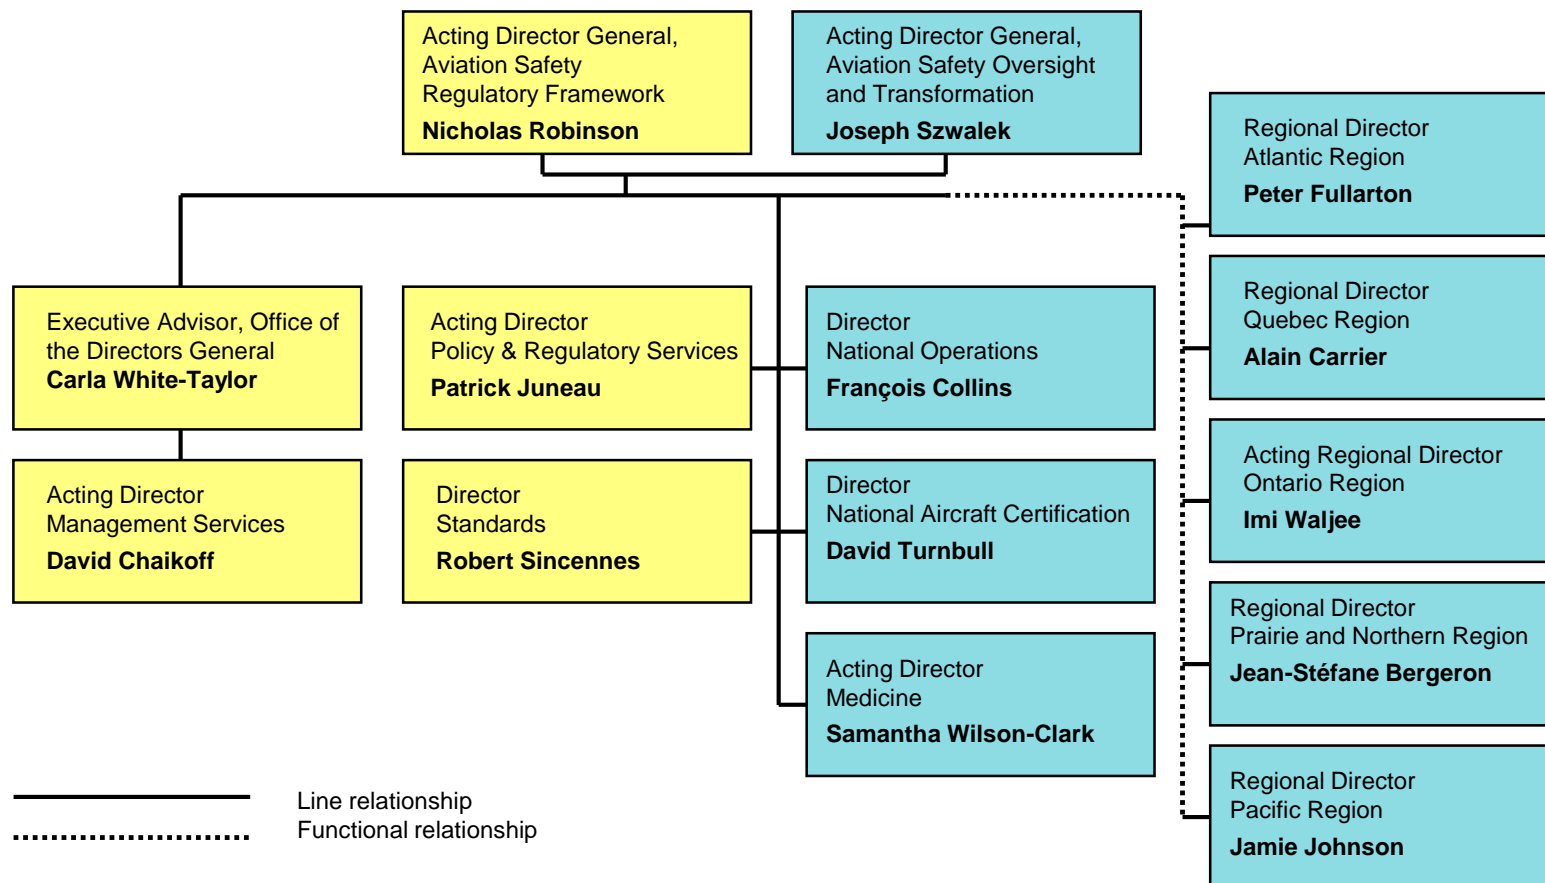 Acting Director General,
Aviation Safety
Regulatory Framework
Nicholas Robinson
Acting Director General,
Aviation Safety Oversight
and Transformation
Joseph Szwalek
Regional Director
Atlantic Region
Peter Fullarton
Executive Advisor, Office of
the Directors General
Carla White-Taylor
Acting Director
Policy & Regulatory Services
Patrick Juneau
Director
National Operations
François Collins
Regional Director
Quebec Region
Alain Carrier
Acting Director
Management Services
David Chaikoff
Director
Standards
Robert Sincennes
Director
National Aircraft Certification
David Turnbull
Acting Regional Director
Ontario Region
Imi Waljee
Acting Director
Medicine
Samantha Wilson-Clark
Regional Director
Prairie and Northern Region
Jean-Stéfane Bergeron
Regional Director
Pacific Region
Jamie Johnson
Line relationship
Functional relationship